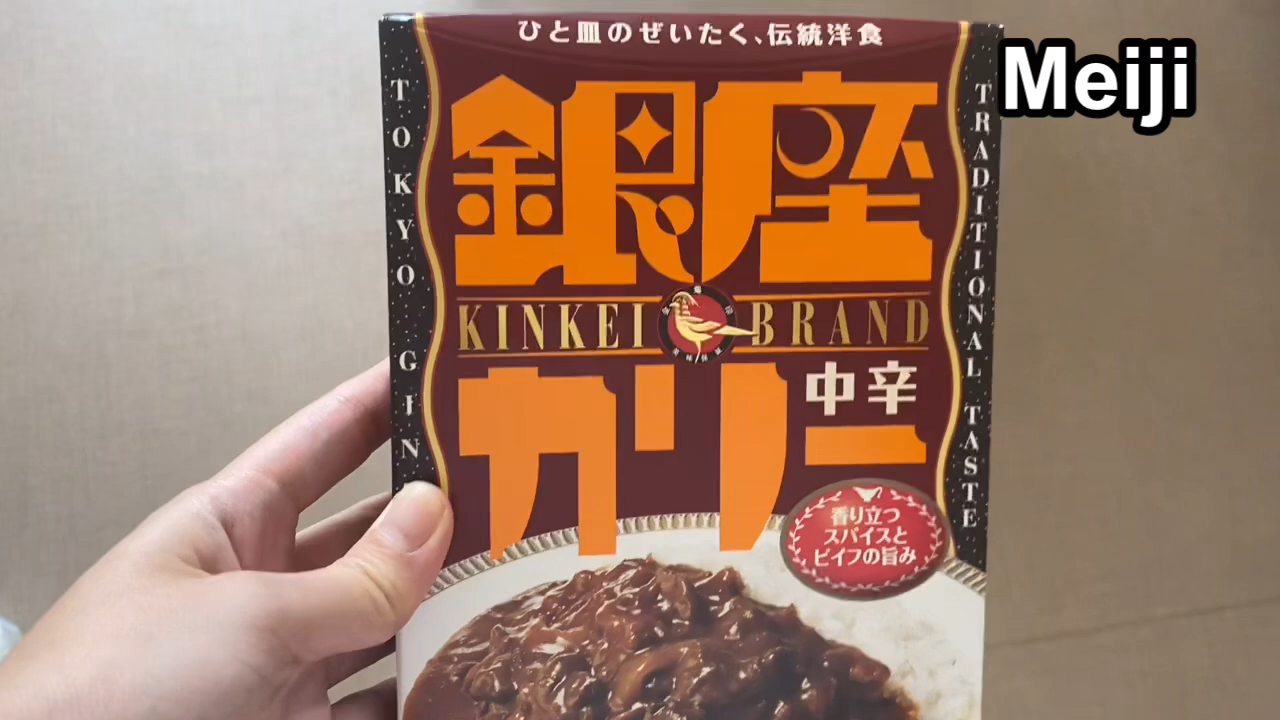 ひと皿のぜいたく、伝統洋食
Meiji
銀座
KINKEI BRAND
カリー
中辛
香り立つ
スパイスと
ビイフの旨み
TOKYO GIN
TRADITIONAL TASTE